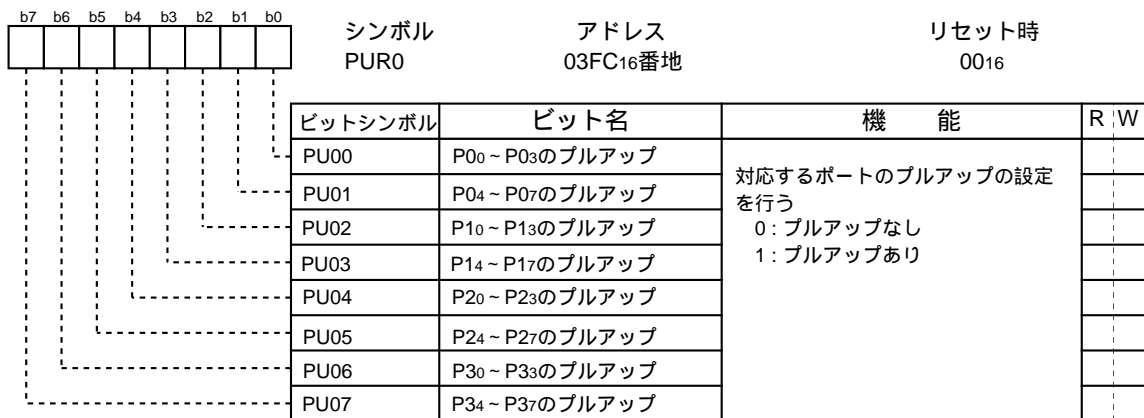 b7 b6 b5 b4 b3 b2 b1 b0
シンボル アドレス リセット時
PUR0 03FC16番地 0016
ビットシンボル ビット名 機 能 R W
PU00 P00 ~ P03のプルアップ
対応するポートのプルアップの設定
を行う
0 : プルアップなし
1 : プルアップあり
PU01 P04 ~ P07のプルアップ
PU02 P10 ~ P13のプルアップ
PU03 P14 ~ P17のプルアップ
PU04 P20 ~ P23のプルアップ
PU05 P24 ~ P27のプルアップ
PU06 P30 ~ P33のプルアップ
PU07 P34 ~ P37のプルアップ